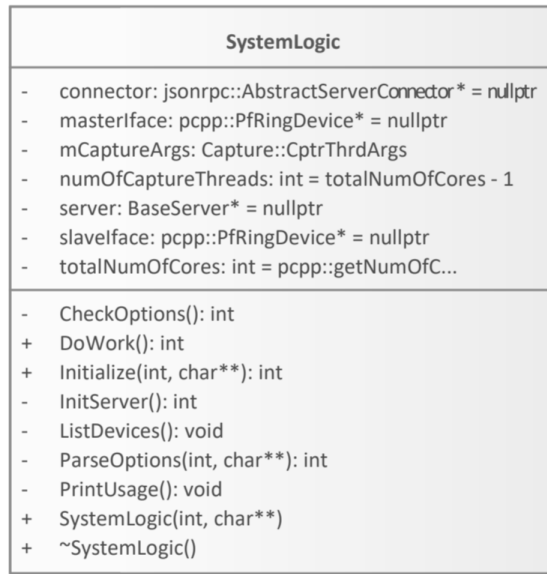 SystemLogic
- connector: jsonrpc::AbstractServerConnector* = nullptr
- masterIface: pcpp::PfRingDevice* = nullptr
- mCaptureArgs: Capture::CptrThrdArgs
- numOfCaptureThreads: int = totalNumOfCores - 1
- server: BaseServer* = nullptr
- slaveIface: pcpp::PfRingDevice* = nullptr
- totalNumOfCores: int = pcpp::getNumOfC...
- CheckOptions(): int
+ DoWork(): int
+ Initialize(int, char**): int
- InitServer(): int
- ListDevices(): void
- ParseOptions(int, char**): int
- PrintUsage(): void
+ SystemLogic(int, char**)
+ ~SystemLogic()